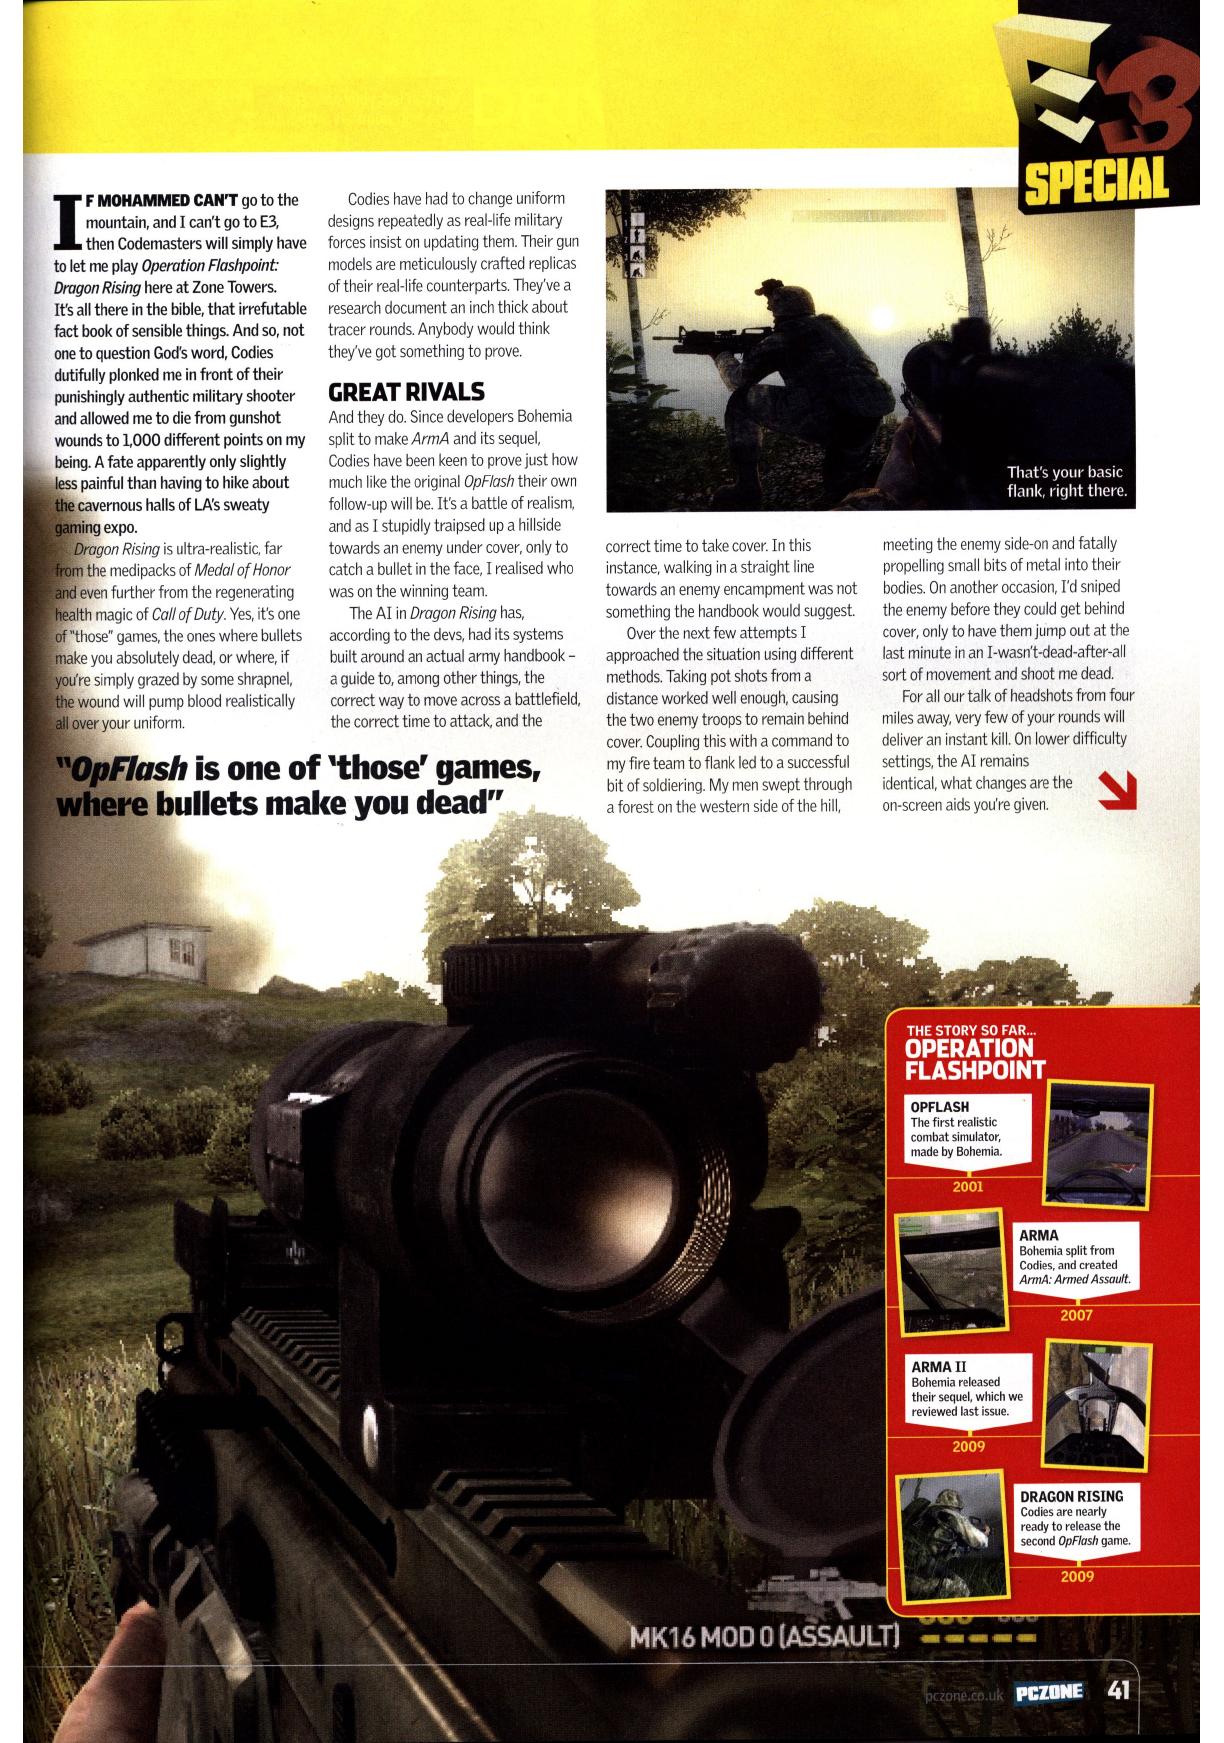 E3
SPECIAL
IF MOHAMMED CAN'T go to the
mountain, and I can't go to E3,
then Codemasters will simply have
to let me play Operation Flashpoint:
Dragon Rising here at Zone Towers.
It's all there in the bible, that irrefutable
fact book of sensible things. And so, not
one to question God's word, Codies
dutifully plonked me in front of their
punishingly authentic military shooter
and allowed me to die from gunshot
wounds to 1,000 different points on my
being. A fate apparently only slightly
less painful than having to hike about
the cavernous halls of LA's sweaty
gaming expo.
Dragon Rising is ultra-realistic, far
from the medipacks of Medal of Honor
and even further from the regenerating
health magic of Call of Duty. Yes, it's one
of "those" games, the ones where bullets
make you absolutely dead, or where, if
you're simply grazed by some shrapnel,
the wound will pump blood realistically
all over your uniform.
Codies have had to change uniform
designs repeatedly as real-life military
forces insist on updating them. Their gun
models are meticulously crafted replicas
of their real-life counterparts. They've a
research document an inch thick about
tracer rounds. Anybody would think
they've got something to prove.
GREAT RIVALS
And they do. Since developers Bohemia
split to make ArmA and its sequel,
Codies have been keen to prove just how
much like the original OpFlash their own
follow-up will be. It's a battle of realism,
and as I stupidly traipsed up a hillside
towards an enemy under cover, only to
catch a bullet in the face, I realised who
was on the winning team.
The AI in Dragon Rising has,
according to the devs, had its systems
built around an actual army handbook –
a guide to, among other things, the
correct way to move across a battlefield,
the correct time to attack, and the
"OpFlash is one of 'those' games,
where bullets make you dead"
That's your basic
flank, right there.
correct time to take cover. In this
instance, walking in a straight line
towards an enemy encampment was not
something the handbook would suggest.
Over the next few attempts I
approached the situation using different
methods. Taking pot shots from a
distance worked well enough, causing
the two enemy troops to remain behind
cover. Coupling this with a command to
my fire team to flank led to a successful
bit of soldiering. My men swept through
a forest on the western side of the hill,
meeting the enemy side-on and fatally
propelling small bits of metal into their
bodies. On another occasion, I'd sniped
the enemy before they could get behind
cover, only to have them jump out at the
last minute in an I-wasn't-dead-after-all
sort of movement and shoot me dead.
For all our talk of headshots from four
miles away, very few of your rounds will
deliver an instant kill. On lower difficulty
settings, the AI remains
identical, what changes are the
on-screen aids you're given.
THE STORY SO FAR...
OPERATION
FLASHPOINT
OPFLASH
The first realistic
combat simulator,
made by Bohemia.
2001
ARMA
Bohemia split from
Codies, and created
ArmA: Armed Assault.
2007
ARMA II
Bohemia released
their sequel, which we
reviewed last issue.
2009
DRAGON RISING
Codies are nearly
ready to release the
second OpFlash game.
2009
MK16 MOD 0 (ASSAULT)
pczone.co.uk PCZONE 41